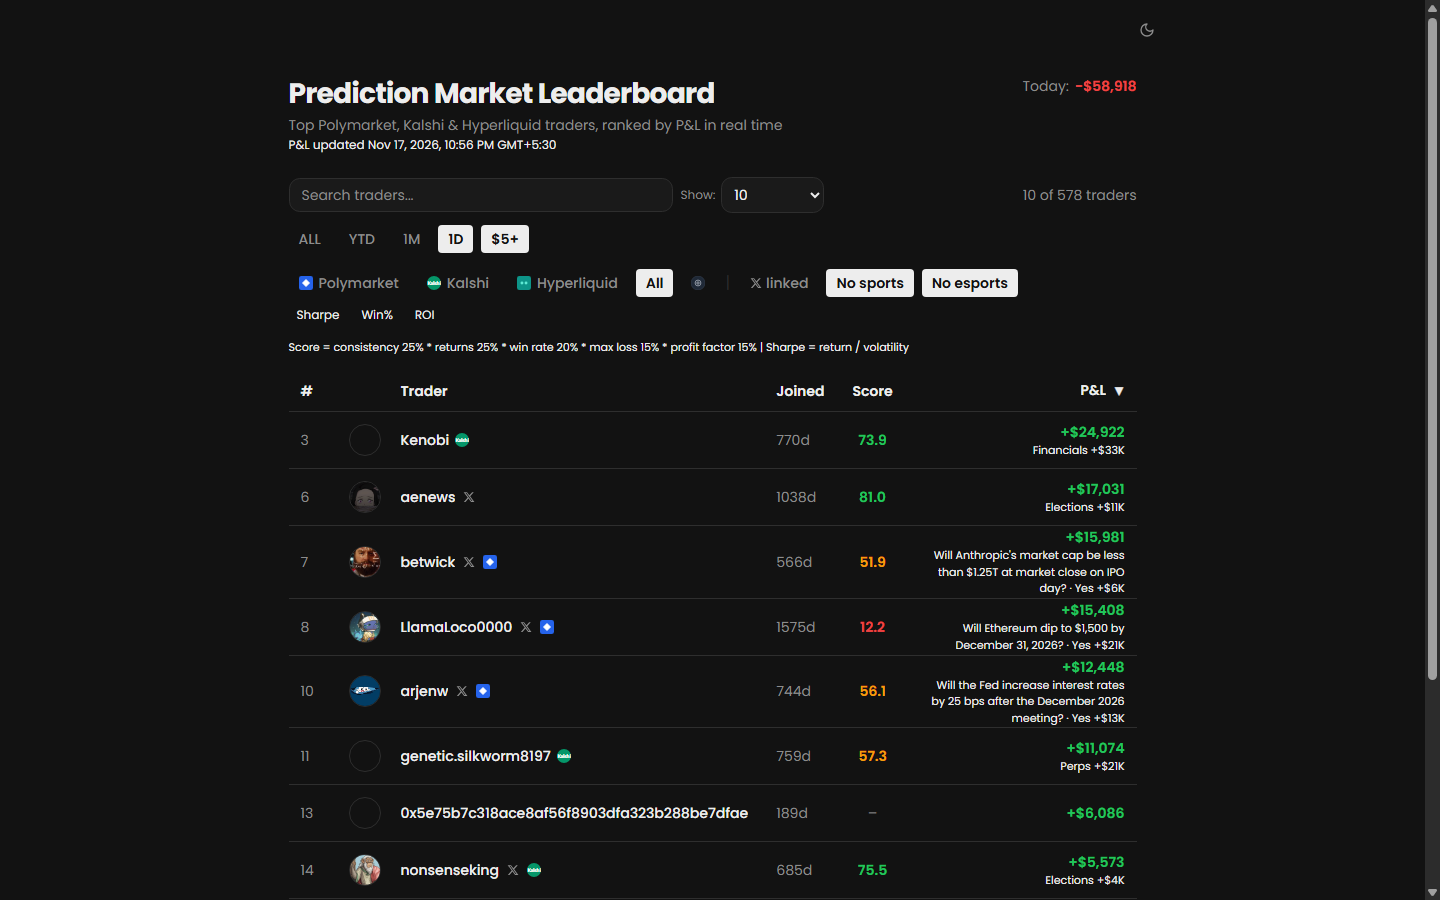 Prediction Market Leaderboard
Today: -$58,918
Top Polymarket, Kalshi & Hyperliquid traders, ranked by P&L in real time
P&L updated Nov 17, 2026, 10:56 PM GMT+5:30
Search traders...
Show:
10
10 of 578 traders
ALL YTD 1M 1D $5+
Polymarket Kalshi Hyperliquid All | X linked No sports No esports
Sharpe Win% ROI
Score = consistency 25% * returns 25% * win rate 20% * max loss 15% * profit factor 15% | Sharpe = return / volatility
# Trader Joined Score P&L ▼
3 Kenobi 770d 73.9 +$24,922
Financials +$33K
6 aenews X 1038d 81.0 +$17,031
Elections +$11K
7 betwick X 566d 51.9 +$15,981
Will Anthropic's market cap be less
than $1.25T at market close on IPO
day? · Yes +$6K
8 LlamaLoco0000 X 1575d 12.2 +$15,408
Will Ethereum dip to $1,500 by
December 31, 2026? · Yes +$21K
10 arjenw X 744d 56.1 +$12,448
Will the Fed increase interest rates
by 25 bps after the December 2026
meeting? · Yes +$13K
11 genetic.silkworm8197 759d 57.3 +$11,074
Perps +$21K
13 0x5e75b7c318ace8af56f8903dfa323b288be7dfae 189d – +$6,086
14 nonsenseking X 685d 75.5 +$5,573
Elections +$4K